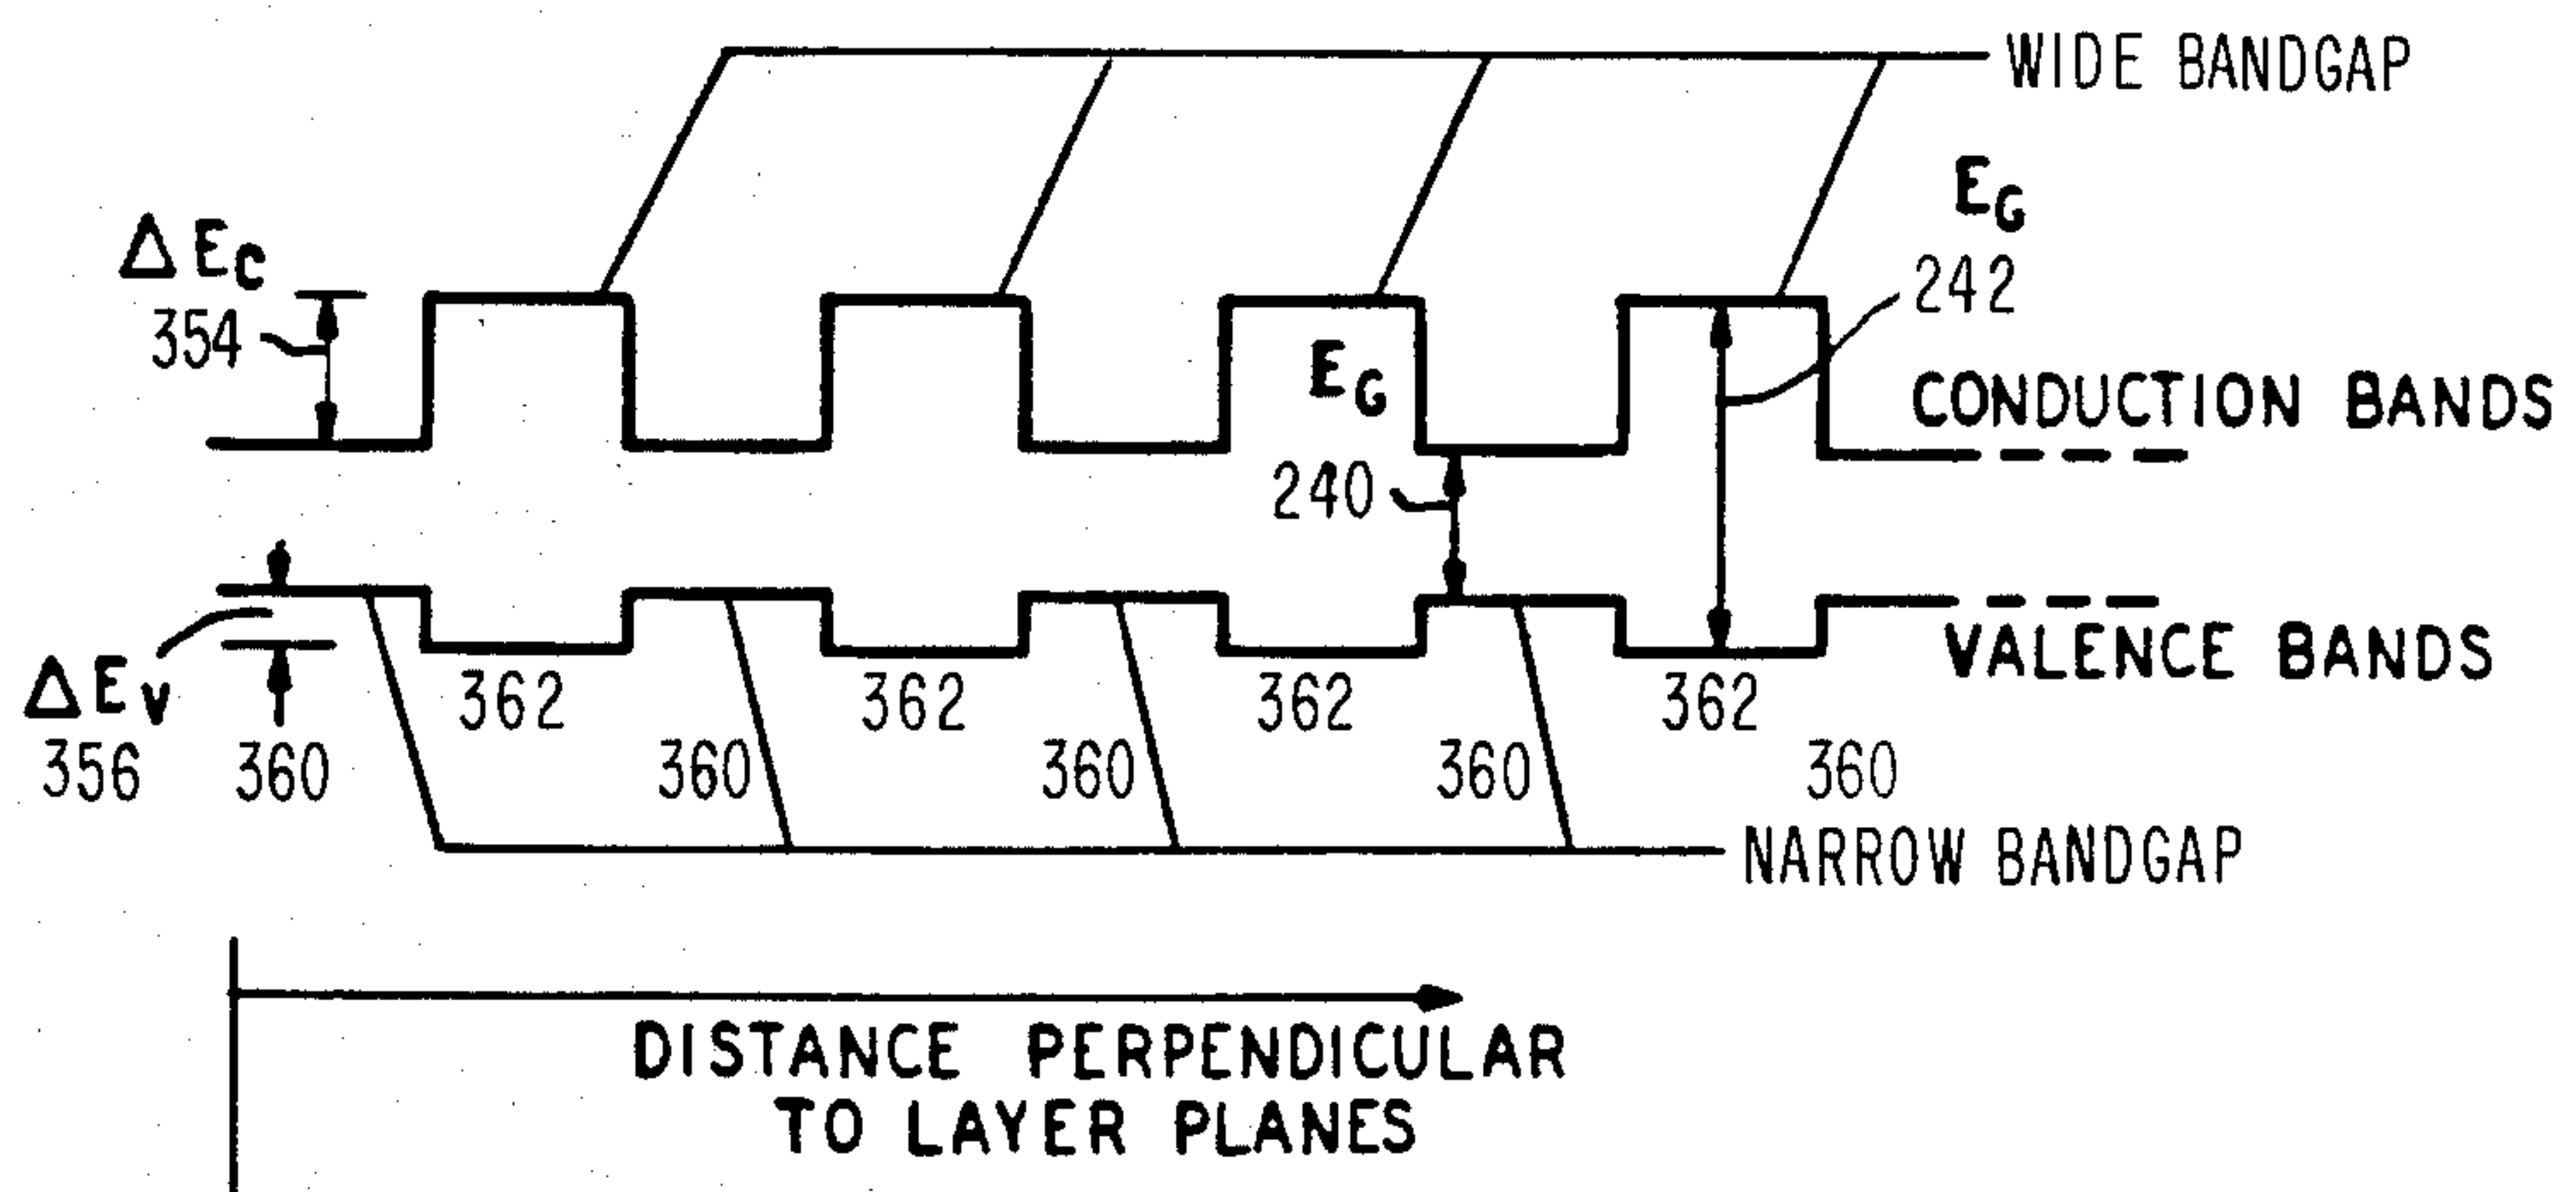 WIDE BANDGAP
E_G
242
ΔE_C
354
E_G
240
CONDUCTION BANDS
VALENCE BANDS
ΔE_V
356
362
362
362
362
360
360
360
360
360
NARROW BANDGAP
DISTANCE PERPENDICULAR
TO LAYER PLANES